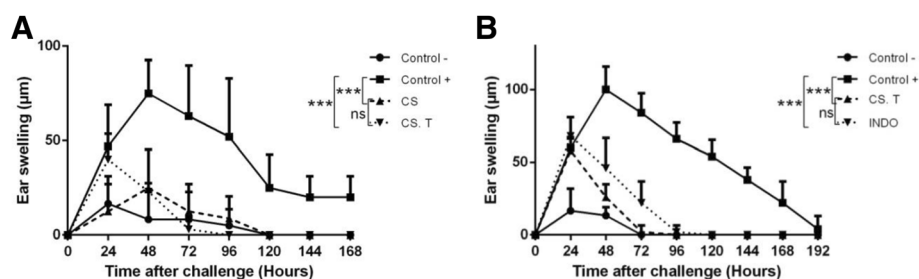 A
100
50
0
Ear swelling (µm)
0 24 48 72 96 120 144 168
Time after challenge (Hours)
Control -
Control +
CS
CS. T
***
***
ns
B
100
50
0
Ear swelling (µm)
0 24 48 72 96 120 144 168 192
Time after challenge (Hours)
Control -
Control +
CS. T
INDO
***
***
ns